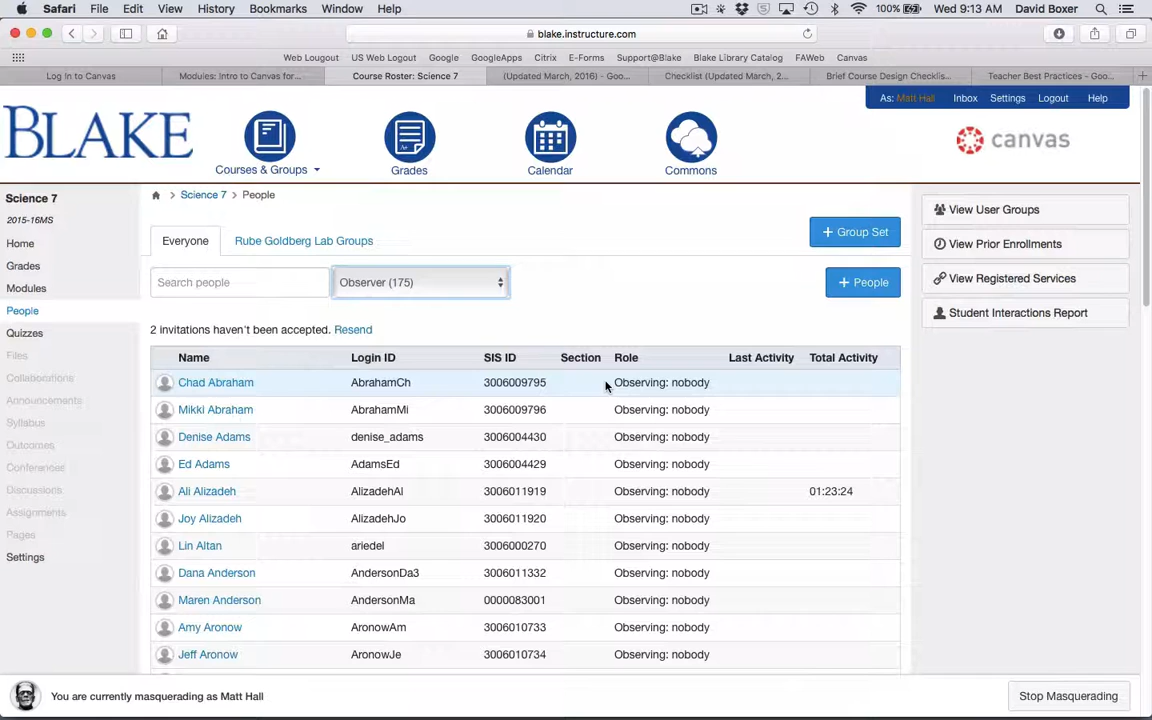 Safari File Edit View History Bookmarks Window Help 100% Wed 9:13 AM David Boxer
blake.instructure.com
Web Lougout US Web Logout Google GoogleApps Citrix E-Forms Support@Blake Blake Library Catalog FAWeb Canvas
Log In to Canvas Modules: Intro to Canvas for... Course Roster: Science 7 (Updated March, 2016) - Goo... Checklist (Updated March, 2... Brief Course Design Checklis... Teacher Best Practices - Goo...
As: Matt Hall Inbox Settings Logout Help
BLAKE
Courses & Groups Grades Calendar Commons
canvas
Science 7
2015-16MS
Home
Grades
Modules
People
Quizzes
Files
Collaborations
Announcements
Syllabus
Outcomes
Conferences
Discussions
Assignments
Pages
Settings
Science 7 > People
Everyone Rube Goldberg Lab Groups + Group Set
Search people Observer (175) + People
2 invitations haven't been accepted. Resend
Name Login ID SIS ID Section Role Last Activity Total Activity
Chad Abraham AbrahamCh 3006009795 Observing: nobody
Mikki Abraham AbrahamMi 3006009796 Observing: nobody
Denise Adams denise_adams 3006004430 Observing: nobody
Ed Adams AdamsEd 3006004429 Observing: nobody
Ali Alizadeh AlizadehAl 3006011919 Observing: nobody 01:23:24
Joy Alizadeh AlizadehJo 3006011920 Observing: nobody
Lin Altan ariedel 3006000270 Observing: nobody
Dana Anderson AndersonDa3 3006011332 Observing: nobody
Maren Anderson AndersonMa 0000083001 Observing: nobody
Amy Aronow AronowAm 3006010733 Observing: nobody
Jeff Aronow AronowJe 3006010734 Observing: nobody
View User Groups
View Prior Enrollments
View Registered Services
Student Interactions Report
You are currently masquerading as Matt Hall Stop Masquerading